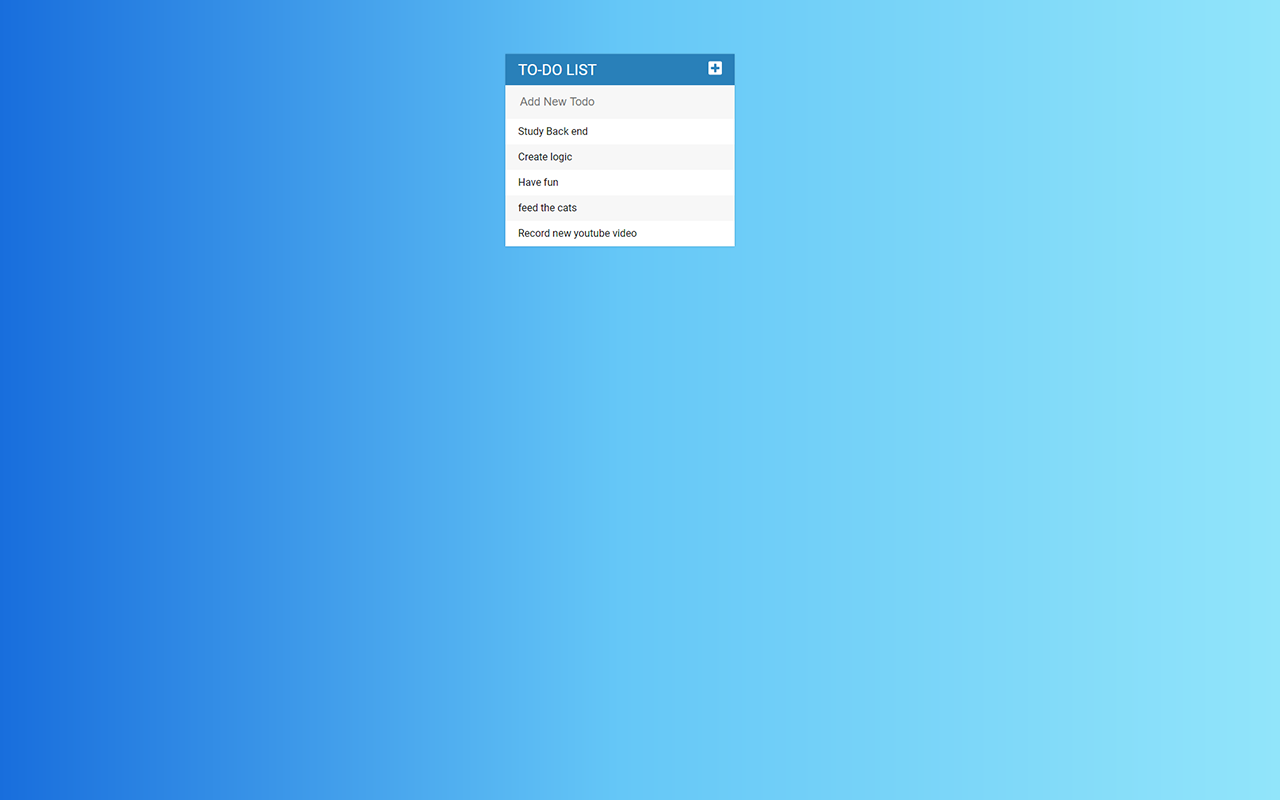 TO-DO LIST
Add New Todo
Study Back end
Create logic
Have fun
feed the cats
Record new youtube video